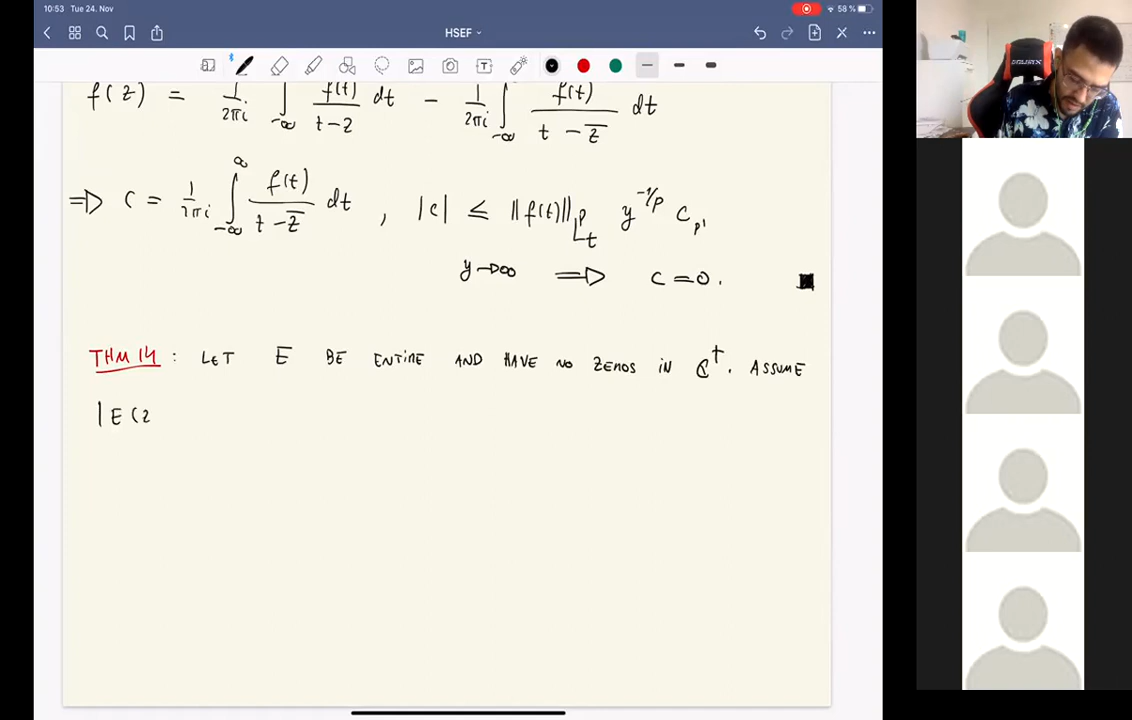 10:53 Tue 24. Nov
58 %
HSEF
f(z) = 1/2πi ∫_{-∞} f(t)/(t-z) dt - 1/2πi ∫_{-∞} f(t)/(t-z̄) dt
⇒ C = 1/2πi ∫_{-∞}^{∞} f(t)/(t-z̄) dt , |c| ≤ ||f(t)||_{L^p_t} y^{-1/p} C_{p'}
y→∞ ⇒ C=0. ■
THM 14 : LET E BE ENTIRE AND HAVE NO ZEROS IN ℂ⁺. ASSUME
|E(z